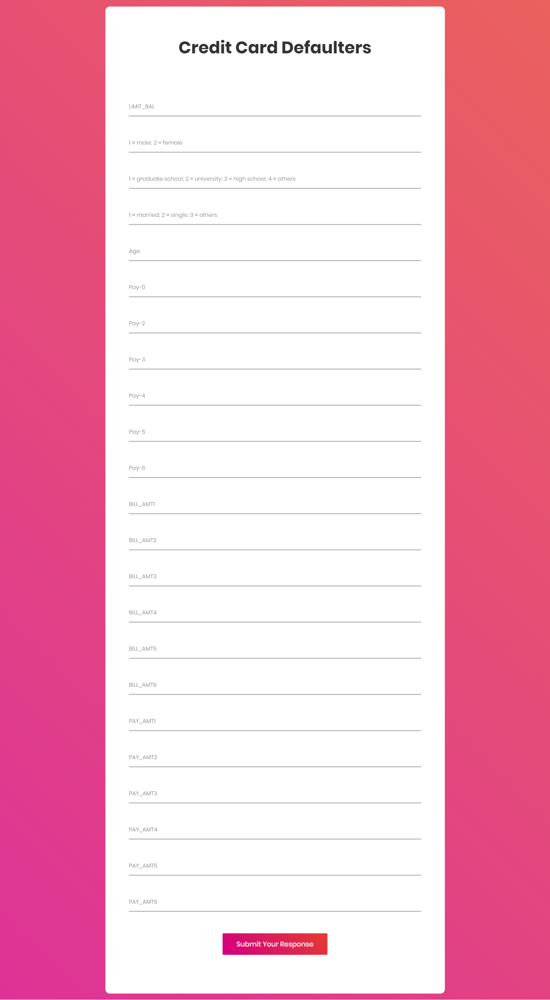 Credit Card Defaulters
LIMIT_BAL
1 = male; 2 = female
1 = graduate school; 2 = university; 3 = high school; 4 = others
1 = married; 2 = single; 3 = others
Age
Pay-0
Pay-2
Pay-3
Pay-4
Pay-5
Pay-6
BILL_AMT1
BILL_AMT2
BILL_AMT3
BILL_AMT4
BILL_AMT5
BILL_AMT6
PAY_AMT1
PAY_AMT2
PAY_AMT3
PAY_AMT4
PAY_AMT5
PAY_AMT6
Submit Your Response